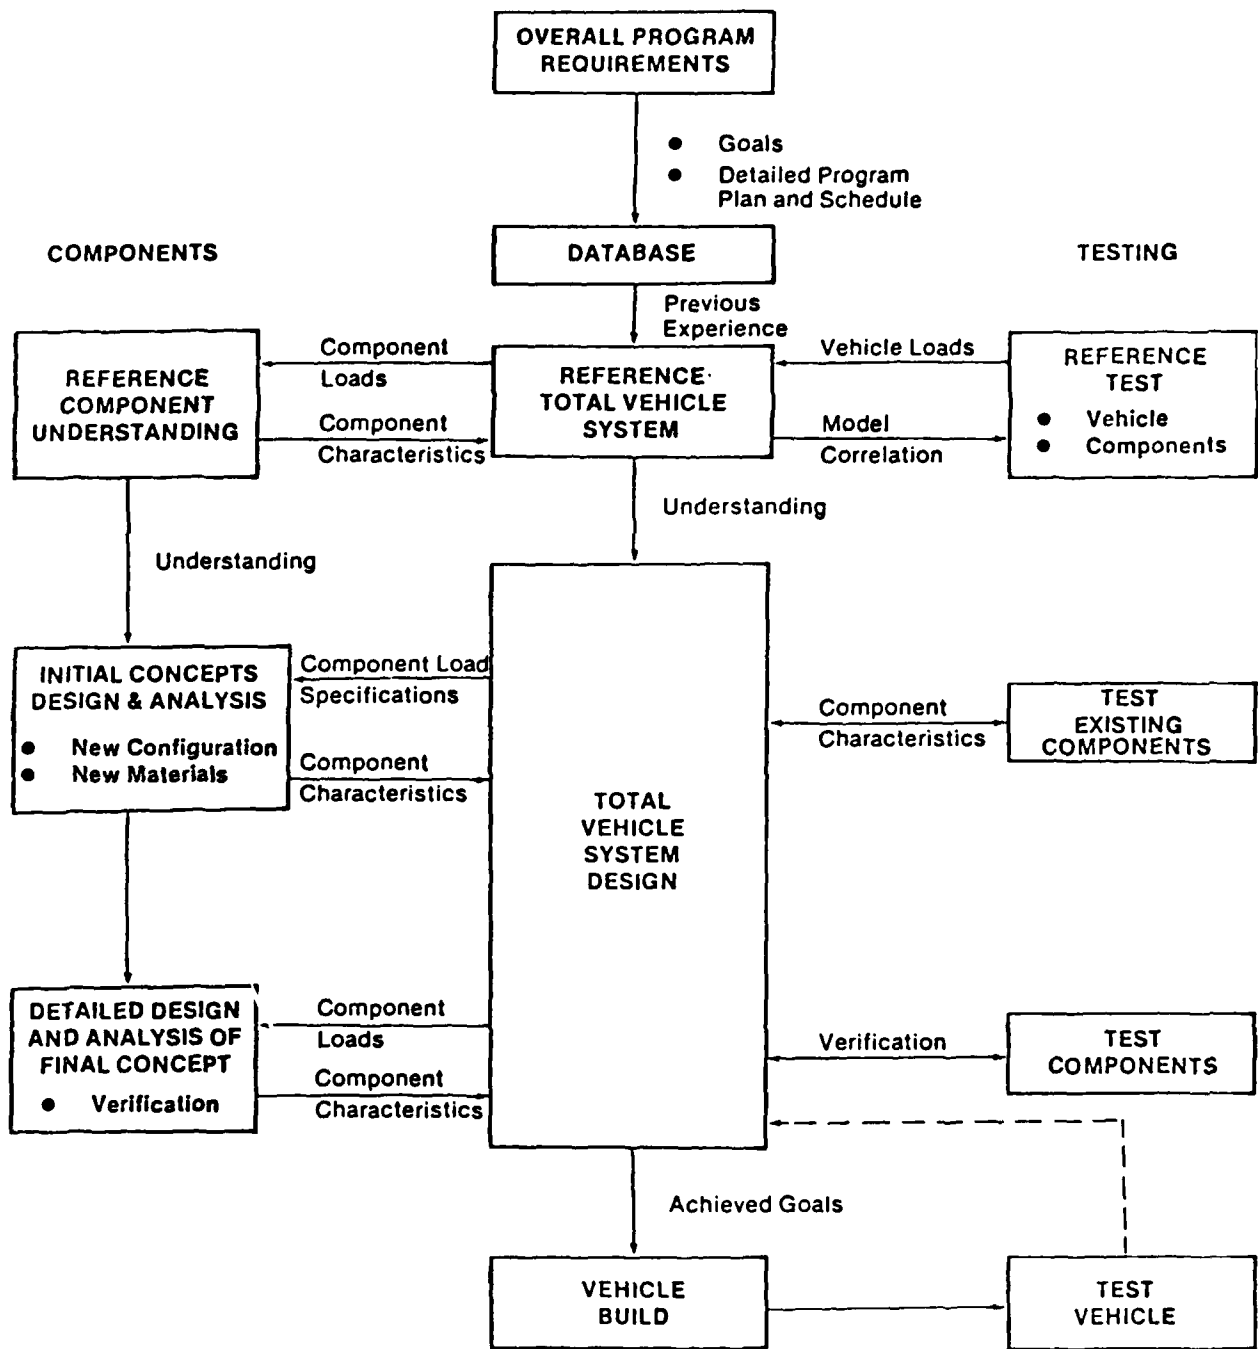 OVERALL PROGRAM
REQUIREMENTS
● Goals
● Detailed Program
Plan and Schedule
COMPONENTS
DATABASE
TESTING
Previous
Experience
REFERENCE
COMPONENT
UNDERSTANDING
Component
Loads
Component
Characteristics
REFERENCE
TOTAL VEHICLE
SYSTEM
Vehicle Loads
Model
Correlation
REFERENCE
TEST
● Vehicle
● Components
Understanding
Understanding
INITIAL CONCEPTS
DESIGN & ANALYSIS
● New Configuration
● New Materials
Component Load
Specifications
Component
Characteristics
TOTAL
VEHICLE
SYSTEM
DESIGN
Component
Characteristics
TEST
EXISTING
COMPONENTS
DETAILED DESIGN
AND ANALYSIS OF
FINAL CONCEPT
● Verification
Component
Loads
Component
Characteristics
Verification
TEST
COMPONENTS
Achieved Goals
VEHICLE
BUILD
TEST
VEHICLE